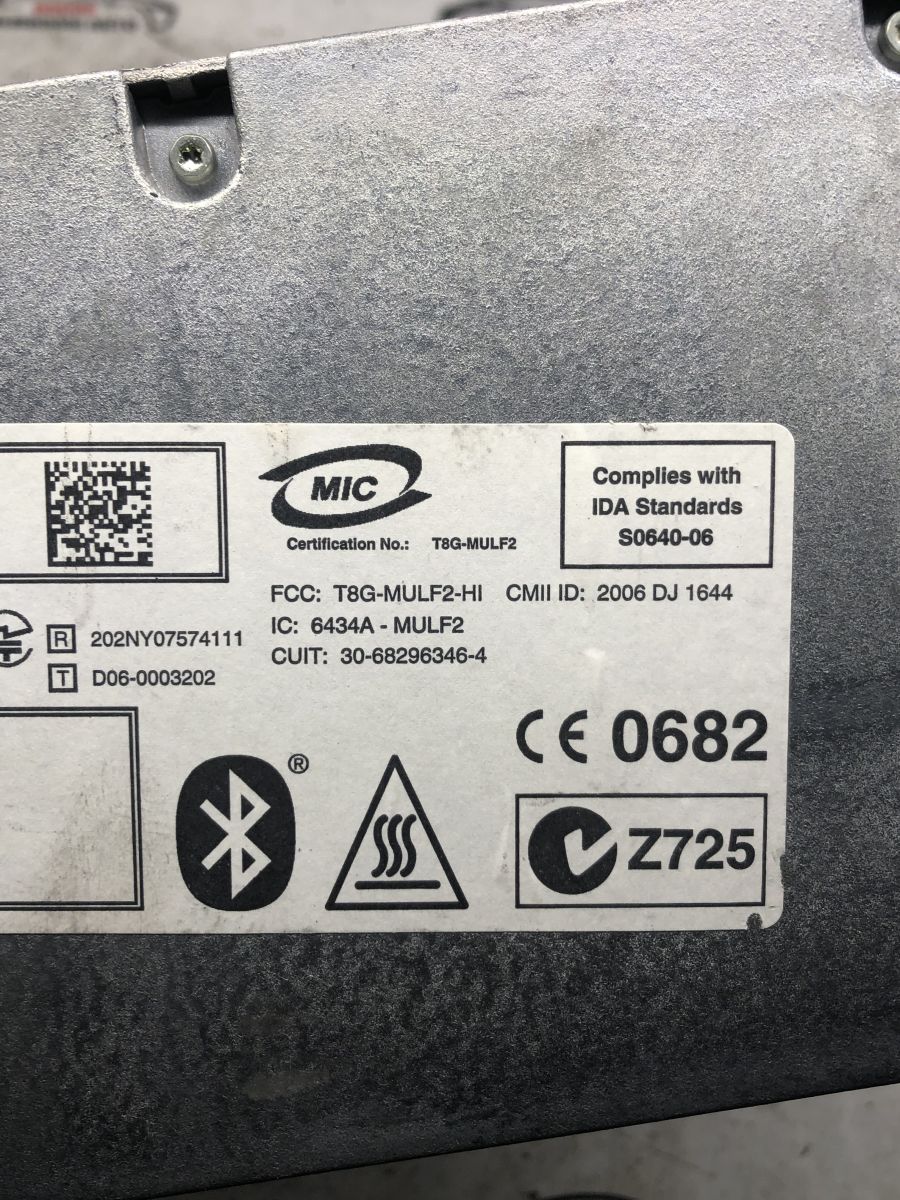 MIC
Certification No.: T8G-MULF2
Complies with
IDA Standards
S0640-06
FCC: T8G-MULF2-HI CMII ID: 2006 DJ 1644
IC: 6434A - MULF2
CUIT: 30-68296346-4
R 202NY07574111
T D06-0003202
CE 0682
®
Z725